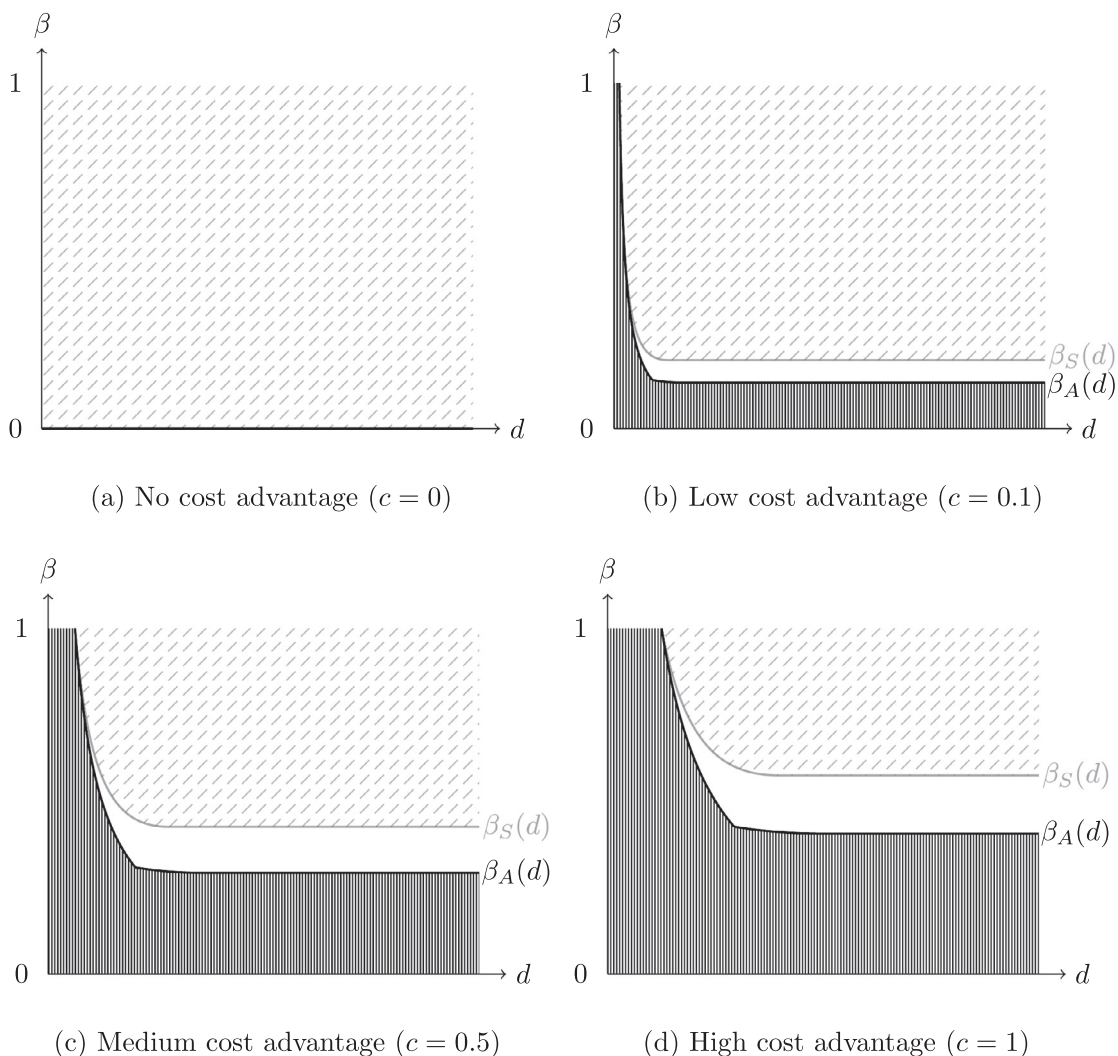 β
1
0
d
(a) No cost advantage (c = 0)
β
1
0
d
β_S(d)
β_A(d)
(b) Low cost advantage (c = 0.1)
β
1
0
d
β_S(d)
β_A(d)
(c) Medium cost advantage (c = 0.5)
β
1
0
d
β_S(d)
β_A(d)
(d) High cost advantage (c = 1)